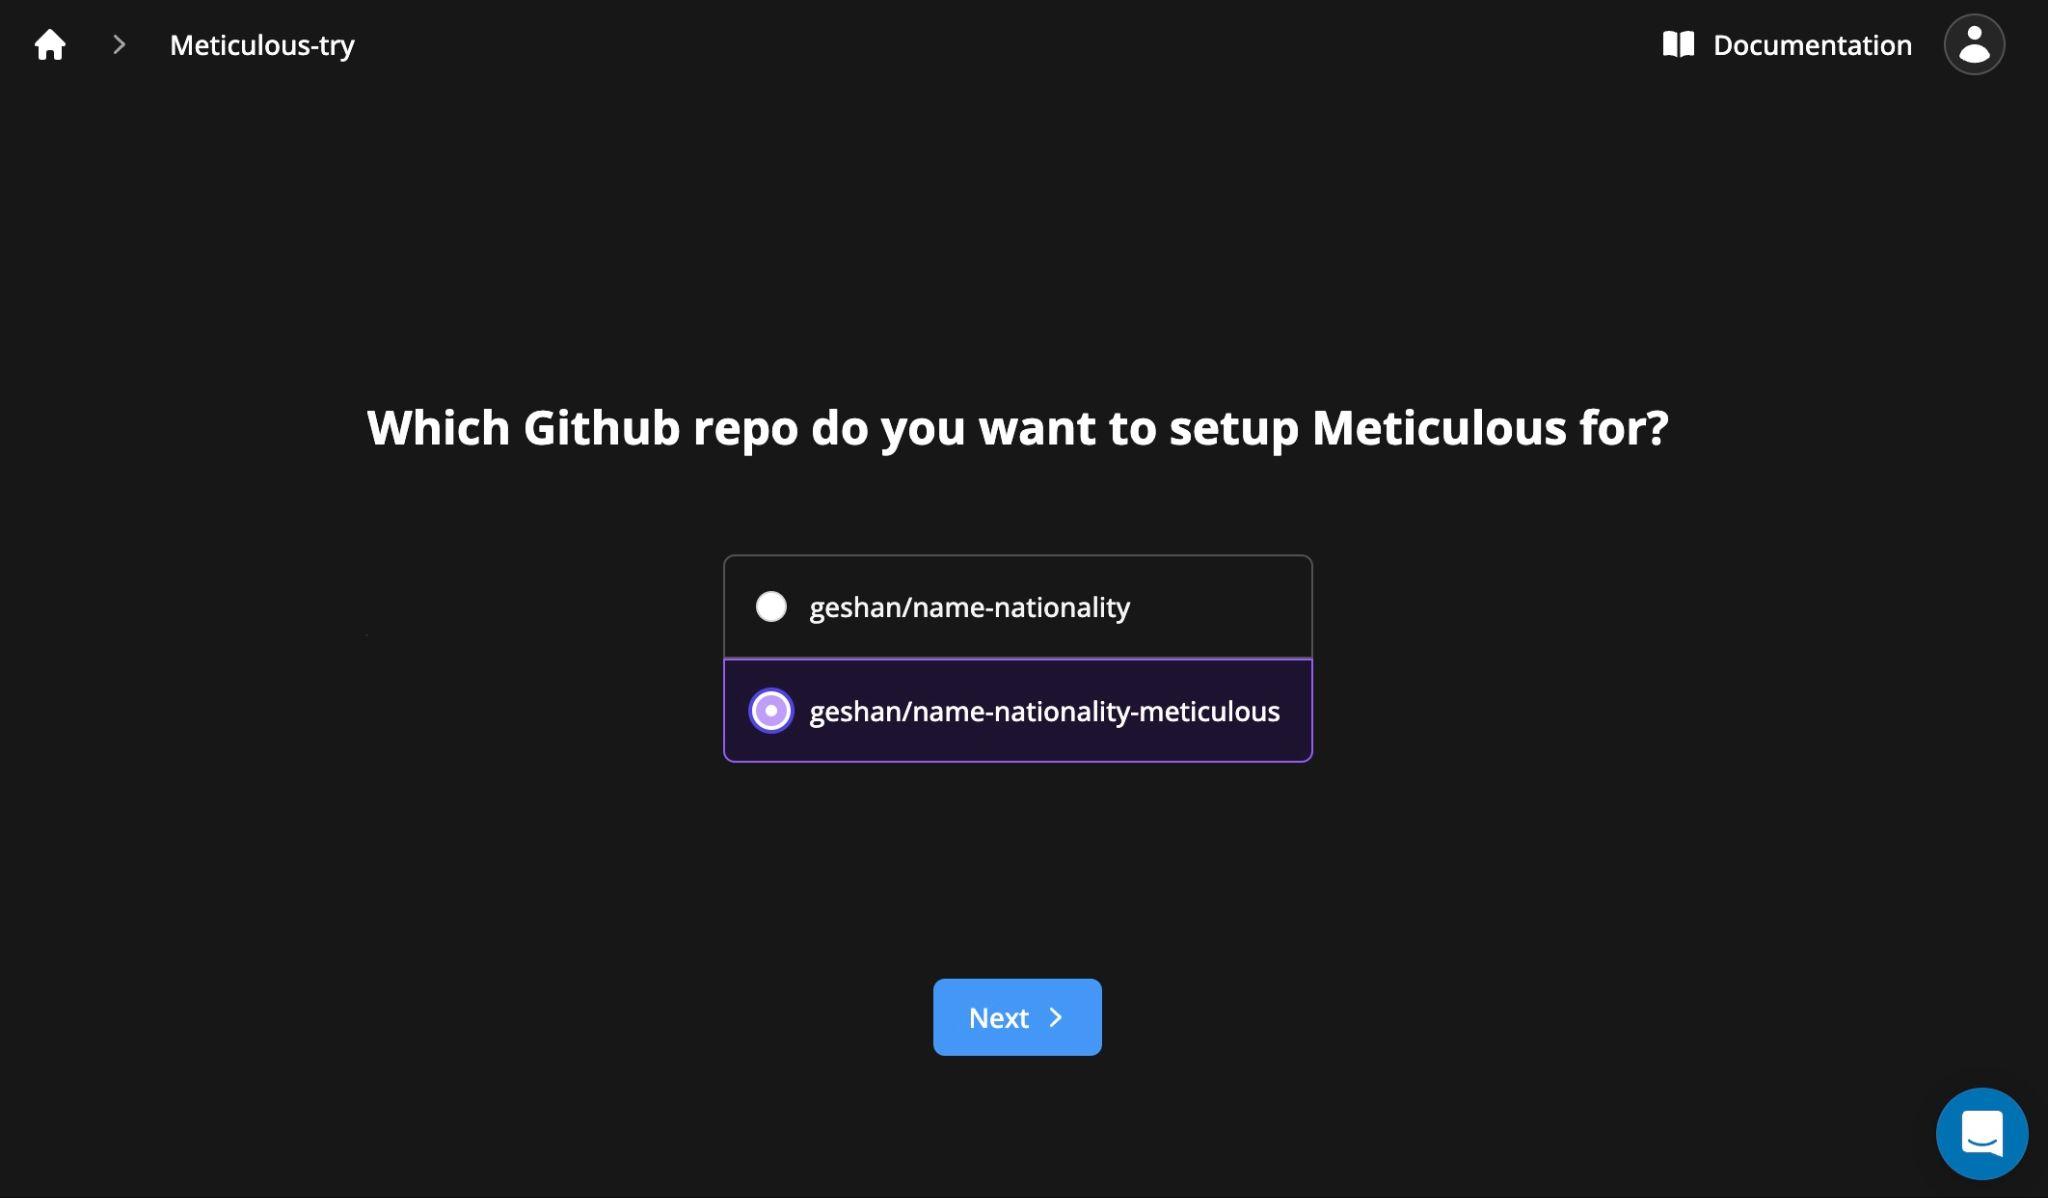 Meticulous-try
Documentation
Which Github repo do you want to setup Meticulous for?
geshan/name-nationality
geshan/name-nationality-meticulous
Next